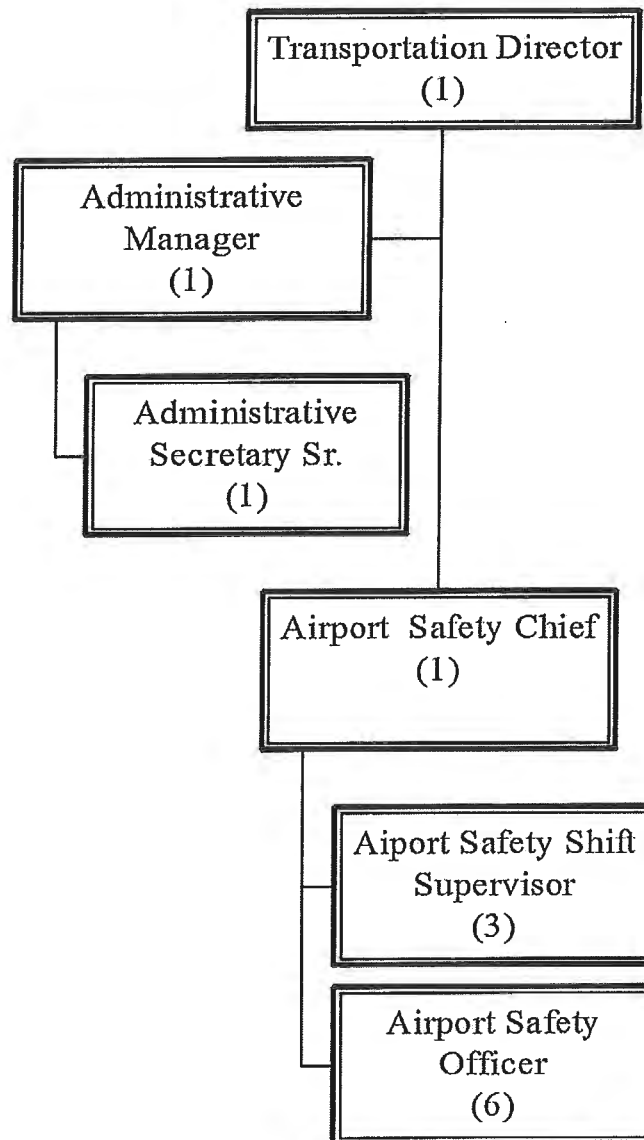 Transportation Director
(1)
Administrative
Manager
(1)
Administrative
Secretary Sr.
(1)
Airport Safety Chief
(1)
Aiport Safety Shift
Supervisor
(3)
Airport Safety
Officer
(6)